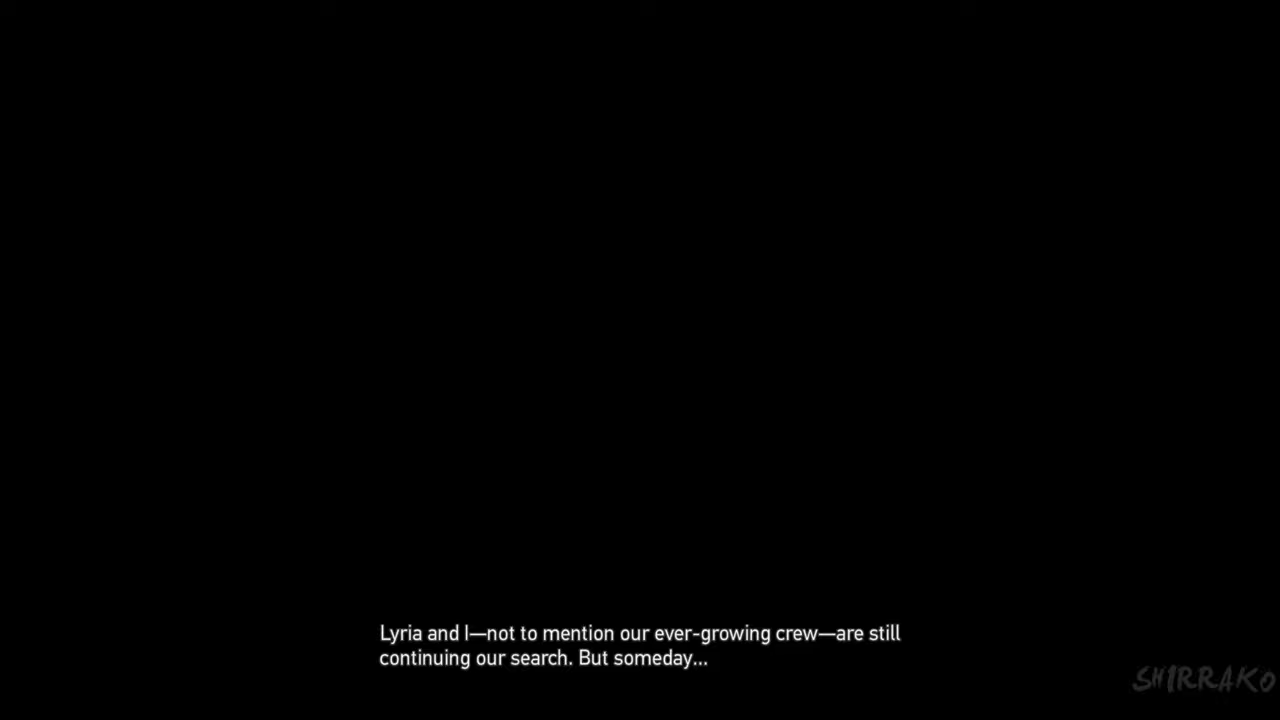 Lyria and I—not to mention our ever-growing crew—are still
continuing our search. But someday...
SHIRRAKO